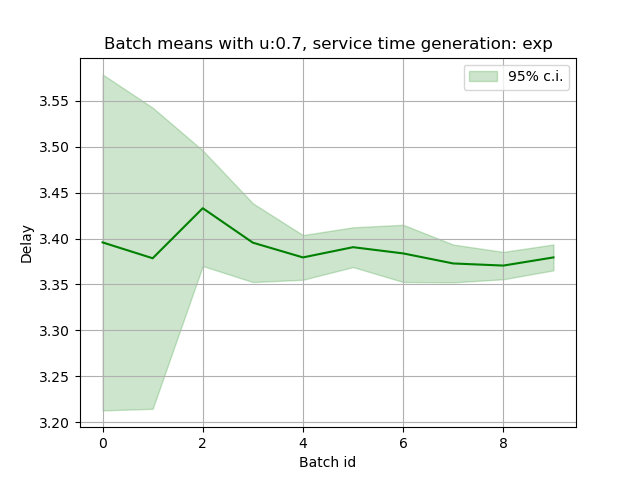 Batch means with u:0.7, service time generation: exp
95% c.i.
3.55
3.50
3.45
3.40
3.35
3.30
3.25
3.20
Delay
0 2 4 6 8
Batch id